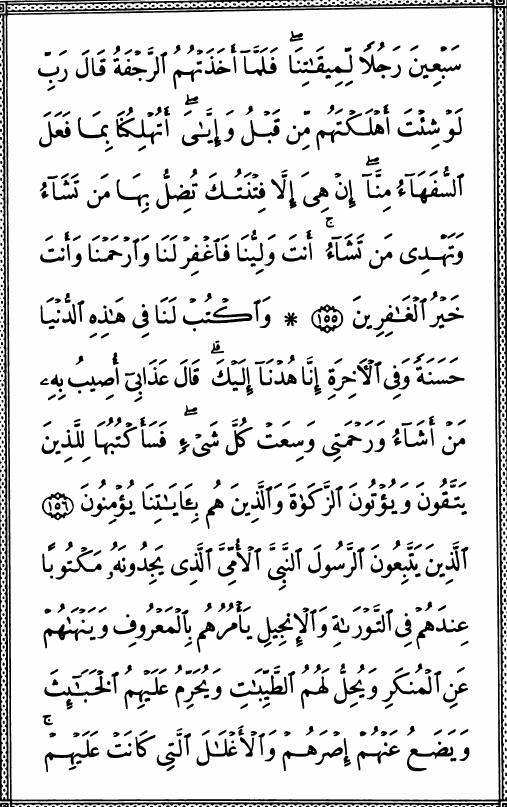 سَبْعِينَ رَجُلًا لِّمِيقَٰتِنَا ۖ فَلَمَّآ أَخَذَتْهُمُ ٱلرَّجْفَةُ قَالَ رَبِّ
لَوْ شِئْتَ أَهْلَكْتَهُم مِّن قَبْلُ وَإِيَّٰىَ ۖ أَتُهْلِكُنَا بِمَا فَعَلَ
ٱلسُّفَهَآءُ مِنَّآ ۖ إِنْ هِىَ إِلَّا فِتْنَتُكَ تُضِلُّ بِهَا مَن تَشَآءُ
وَتَهْدِى مَن تَشَآءُ ۚ أَنتَ وَلِيُّنَا فَٱغْفِرْ لَنَا وَٱرْحَمْنَا وَأَنتَ
خَيْرُ ٱلْغَٰفِرِينَ ١٥٥ * وَٱكْتُبْ لَنَا فِى هَٰذِهِ ٱلدُّنْيَا
حَسَنَةً وَفِى ٱلْأَخِرَةِ إِنَّا هُدْنَآ إِلَيْكَ ۗ قَالَ عَذَابِىٓ أُصِيبُ بِهِۦ
مَنْ أَشَآءُ وَرَحْمَتِى وَسِعَتْ كُلَّ شَىْءٍ ۖ فَسَأَكْتُبُهَا لِلَّذِينَ
يَتَّقُونَ وَيُؤْتُونَ ٱلزَّكَوٰةَ وَٱلَّذِينَ هُم بِـَٔايَٰتِنَا يُؤْمِنُونَ ١٥٦
ٱلَّذِينَ يَتَّبِعُونَ ٱلرَّسُولَ ٱلنَّبِىَّ ٱلْأُمِّىَّ ٱلَّذِى يَجِدُونَهُۥ مَكْتُوبًا
عِندَهُمْ فِى ٱلتَّوْرَىٰةِ وَٱلْإِنجِيلِ يَأْمُرُهُم بِٱلْمَعْرُوفِ وَيَنْهَىٰهُمْ
عَنِ ٱلْمُنكَرِ وَيُحِلُّ لَهُمُ ٱلطَّيِّبَٰتِ وَيُحَرِّمُ عَلَيْهِمُ ٱلْخَبَٰٓئِثَ
وَيَضَعُ عَنْهُمْ إِصْرَهُمْ وَٱلْأَغْلَٰلَ ٱلَّتِى كَانَتْ عَلَيْهِمْ ۚ